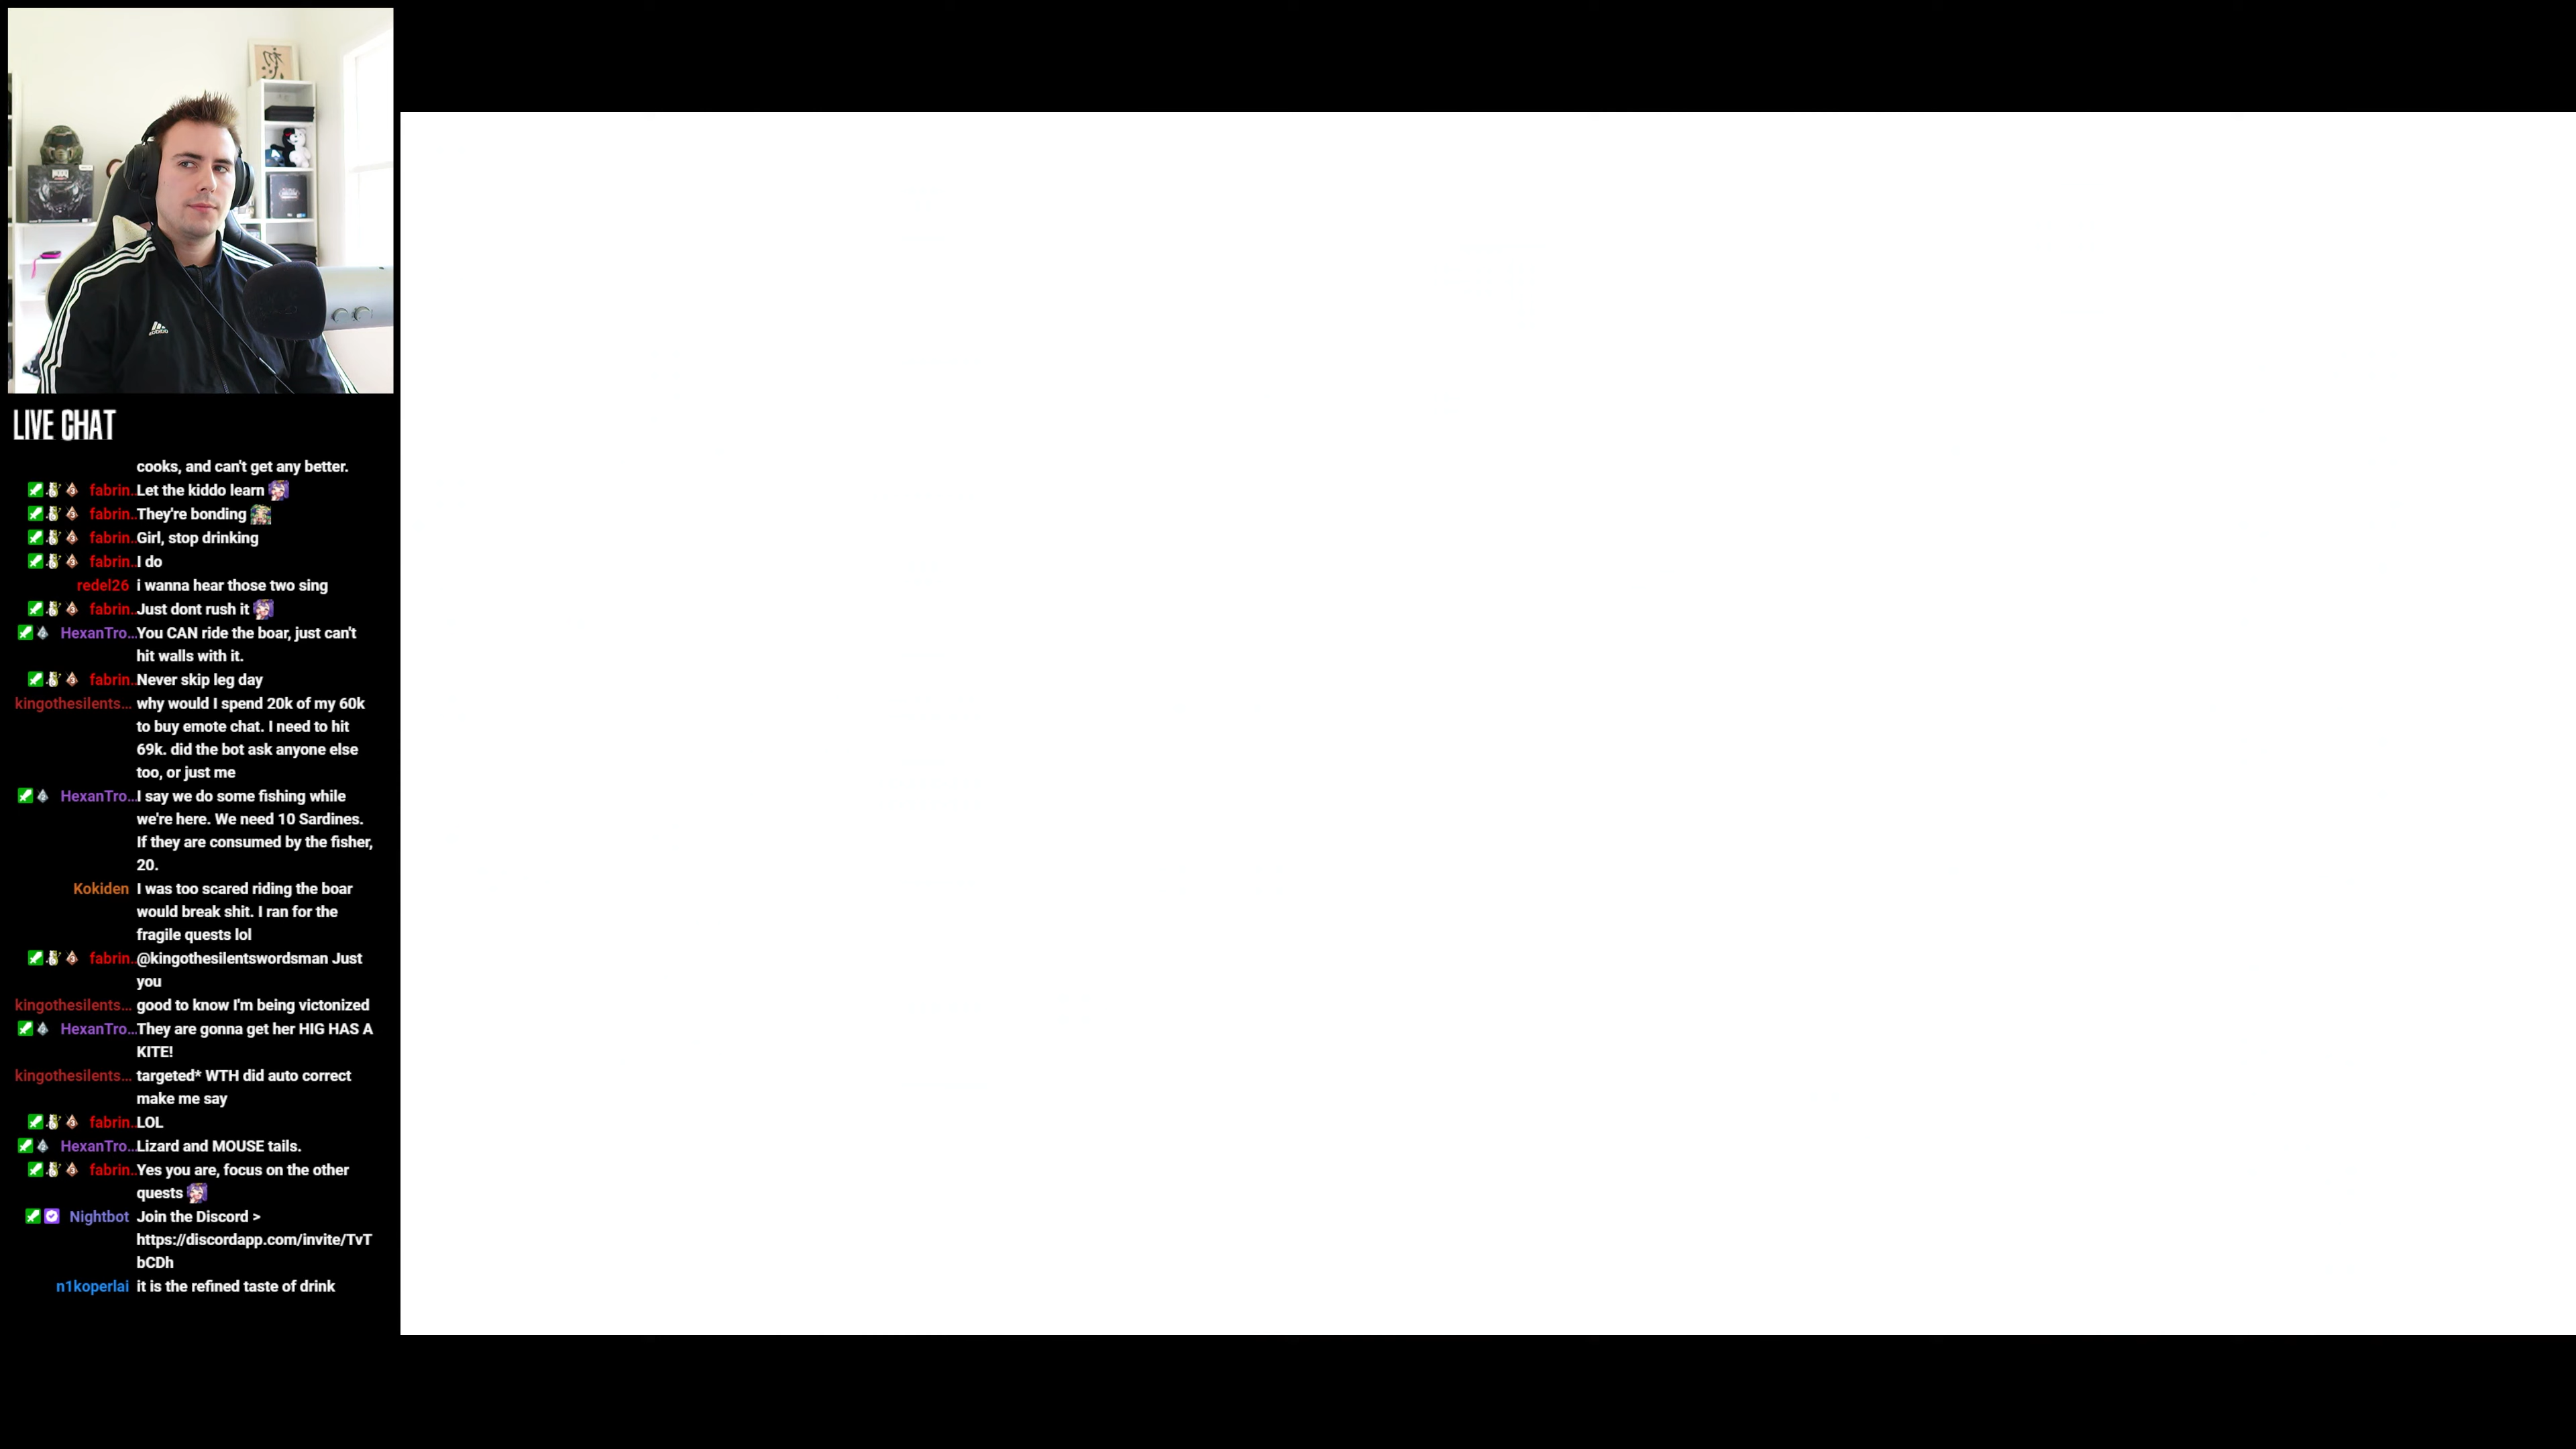 LIVE CHAT
cooks, and can't get any better.
fabrin.. Let the kiddo learn
fabrin.. They're bonding
fabrin.. Girl, stop drinking
fabrin.. I do
redel26 i wanna hear those two sing
fabrin.. Just dont rush it
HexanTro... You CAN ride the boar, just can't
hit walls with it.
fabrin.. Never skip leg day
kingothesilents... why would I spend 20k of my 60k
to buy emote chat. I need to hit
69k. did the bot ask anyone else
too, or just me
HexanTro... I say we do some fishing while
we're here. We need 10 Sardines.
If they are consumed by the fisher,
20.
Kokiden I was too scared riding the boar
would break shit. I ran for the
fragile quests lol
fabrin.. @kingothesilentswordsman Just
you
kingothesilents... good to know I'm being victonized
HexanTro... They are gonna get her HIG HAS A
KITE!
kingothesilents... targeted* WTH did auto correct
make me say
fabrin.. LOL
HexanTro... Lizard and MOUSE tails.
fabrin.. Yes you are, focus on the other
quests
Nightbot Join the Discord >
https://discordapp.com/invite/TvT
bCDh
n1koperlai it is the refined taste of drink